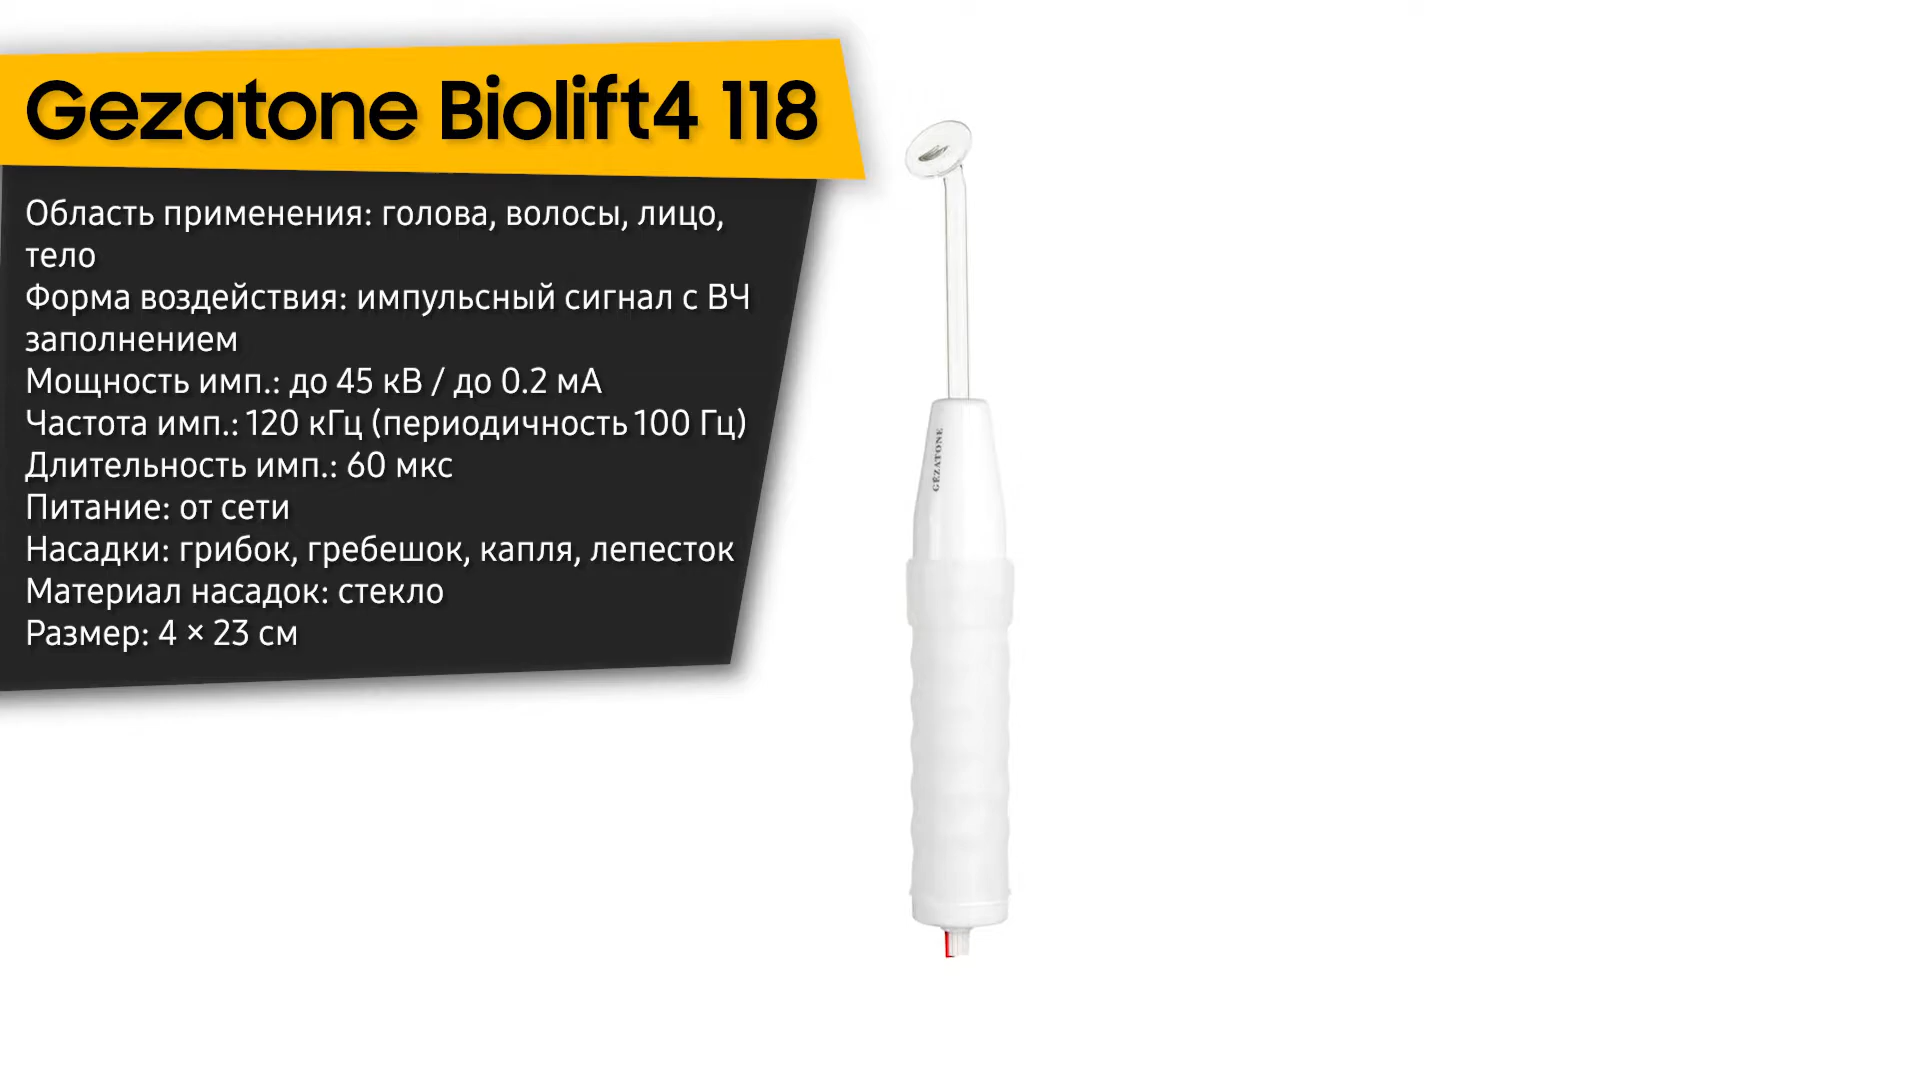 Gezatone Biolift4 118
Область применения: голова, волосы, лицо,
тело
Форма воздействия: импульсный сигнал с ВЧ
заполнением
Мощность имп.: до 45 кВ / до 0.2 мА
Частота имп.: 120 кГц (периодичность 100 Гц)
Длительность имп.: 60 мкс
Питание: от сети
Насадки: грибок, гребешок, капля, лепесток
Материал насадок: стекло
Размер: 4 × 23 см
GÉZATONE